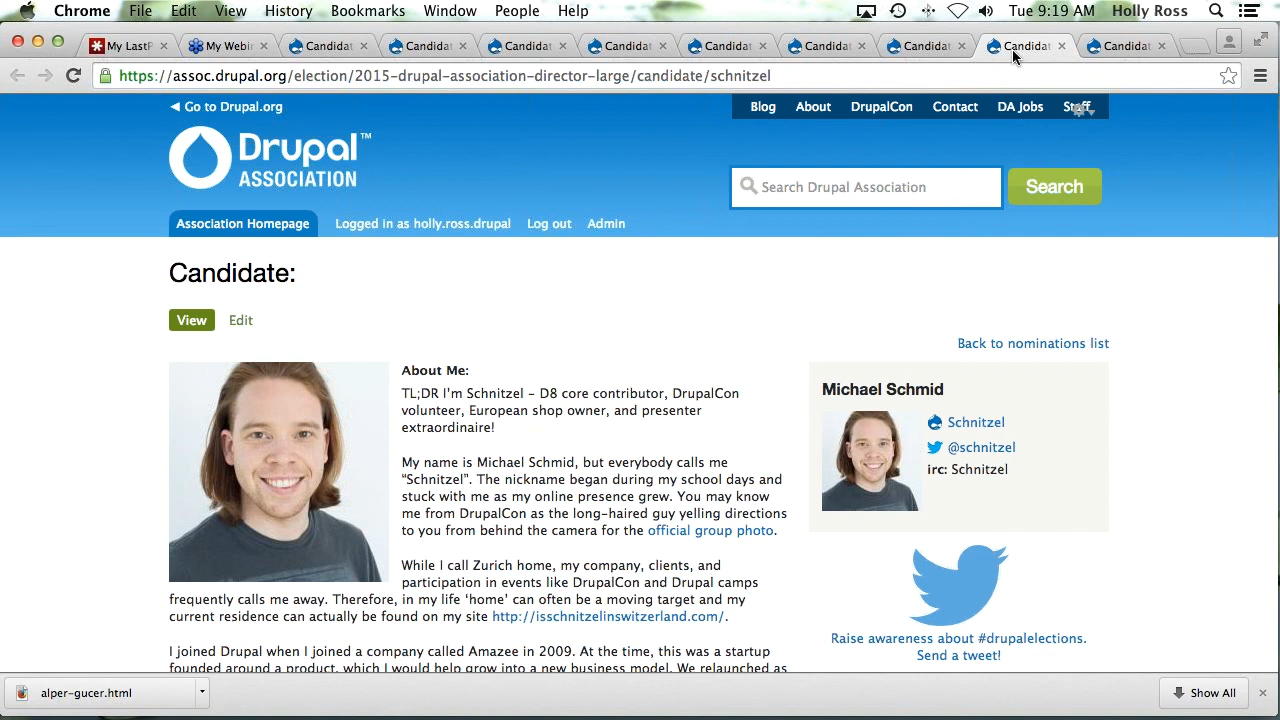 Chrome File Edit View History Bookmarks Window People Help Tue 9:19 AM Holly Ross
My LastP My Webin Candidat Candidat Candidat Candidat Candidat Candidat Candidat Candidat Candidat
https://assoc.drupal.org/election/2015-drupal-association-director-large/candidate/schnitzel
◀ Go to Drupal.org
Blog About DrupalCon Contact DA Jobs Staff
Drupal™
ASSOCIATION
Search Drupal Association Search
Association Homepage Logged in as holly.ross.drupal Log out Admin
Candidate:
View Edit
Back to nominations list
About Me:
TL;DR I'm Schnitzel – D8 core contributor, DrupalCon
volunteer, European shop owner, and presenter
extraordinaire!
My name is Michael Schmid, but everybody calls me
“Schnitzel”. The nickname began during my school days and
stuck with me as my online presence grew. You may know
me from DrupalCon as the long-haired guy yelling directions
to you from behind the camera for the official group photo.
While I call Zurich home, my company, clients, and
participation in events like DrupalCon and Drupal camps
frequently calls me away. Therefore, in my life ‘home’ can often be a moving target and my
current residence can actually be found on my site http://isschnitzelinswitzerland.com/.
I joined Drupal when I joined a company called Amazee in 2009. At the time, this was a startup
founded around a product, which I would help grow into a new business model. We relaunched as
Michael Schmid
Schnitzel
@schnitzel
irc: Schnitzel
Raise awareness about #drupalelections.
Send a tweet!
alper-gucer.html
Show All